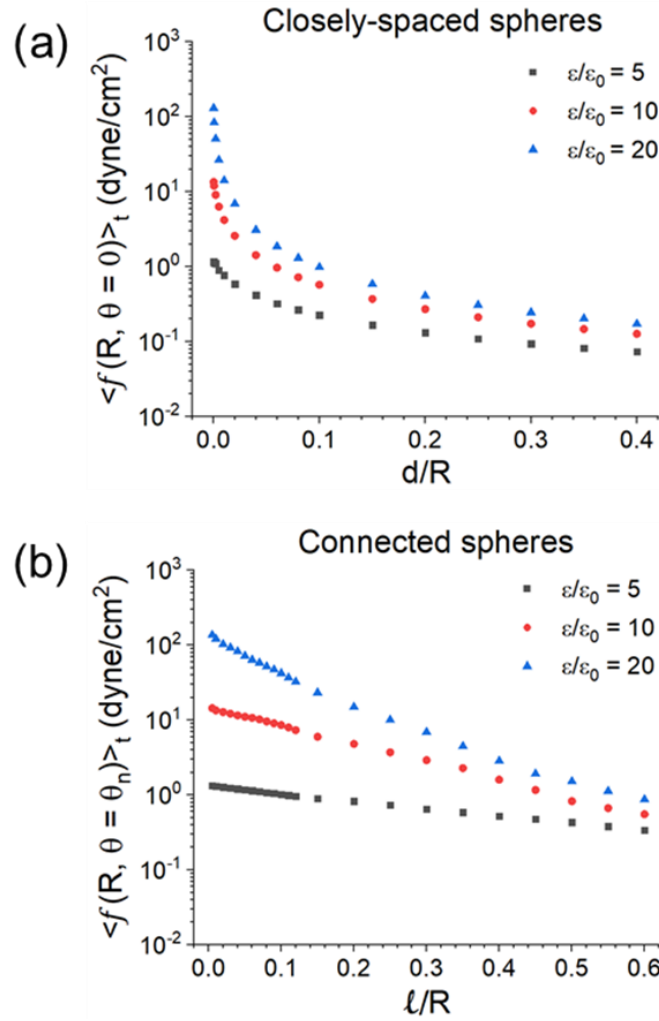 (a)
Closely-spaced spheres
10³
10²
10¹
10⁰
10⁻¹
10⁻²
<f(R, θ = 0)>ₜ (dyne/cm²)
ε/ε₀ = 5
ε/ε₀ = 10
ε/ε₀ = 20
0.0 0.1 0.2 0.3 0.4
d/R
(b)
Connected spheres
10³
10²
10¹
10⁰
10⁻¹
10⁻²
<f(R, θ = θₙ)>ₜ (dyne/cm²)
ε/ε₀ = 5
ε/ε₀ = 10
ε/ε₀ = 20
0.0 0.1 0.2 0.3 0.4 0.5 0.6
ℓ/R